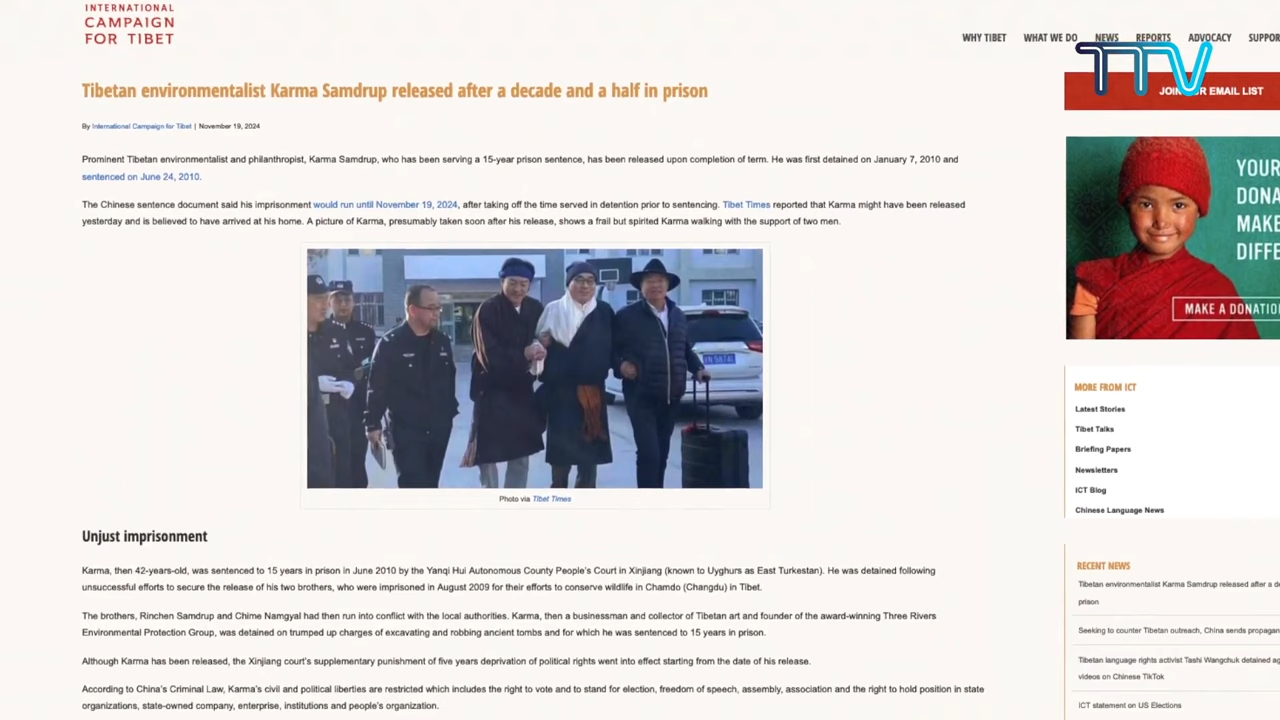 INTERNATIONAL
CAMPAIGN
FOR TIBET
WHY TIBET WHAT WE DO NEWS REPORTS ADVOCACY
TTV
EMAIL LIST
Tibetan environmentalist Karma Samdrup released after a decade and a half in prison
By International Campaign for Tibet | November 19, 2024
Prominent Tibetan environmentalist and philanthropist, Karma Samdrup, who has been serving a 15-year prison sentence, has been released upon completion of term. He was first detained on January 7, 2010 and
sentenced on June 24, 2010.
The Chinese sentence document said his imprisonment would run until November 19, 2024, after taking off the time served in detention prior to sentencing. Tibet Times reported that Karma might have been released
yesterday and is believed to have arrived at his home. A picture of Karma, presumably taken soon after his release, shows a frail but spirited Karma walking with the support of two men.
Photo via Tibet Times
YOUR
DONA
MAKE
DIFFE
MAKE A DONATIO
MORE FROM ICT
Latest Stories
Tibet Talks
Briefing Papers
Newsletters
ICT Blog
Chinese Language News
Unjust imprisonment
Karma, then 42-years-old, was sentenced to 15 years in prison in June 2010 by the Yanqi Hui Autonomous County People's Court in Xinjiang (known to Uyghurs as East Turkestan). He was detained following
unsuccessful efforts to secure the release of his two brothers, who were imprisoned in August 2009 for their efforts to conserve wildlife in Chamdo (Changdu) in Tibet.
The brothers, Rinchen Samdrup and Chime Namgyal had then run into conflict with the local authorities. Karma, then a businessman and collector of Tibetan art and founder of the award-winning Three Rivers
Environmental Protection Group, was detained on trumped up charges of excavating and robbing ancient tombs and for which he was sentenced to 15 years in prison.
Although Karma has been released, the Xinjiang court's supplementary punishment of five years deprivation of political rights went into effect starting from the date of his release.
According to China's Criminal Law, Karma's civil and political liberties are restricted which includes the right to vote and to stand for election, freedom of speech, assembly, association and the right to hold position in state
organizations, state-owned company, enterprise, institutions and people's organization.
RECENT NEWS
Tibetan environmentalist Karma Samdrup released after a de
prison
Seeking to counter Tibetan outreach, China sends propagan
Tibetan language rights activist Tashi Wangchuk detained ag
videos on Chinese TikTok
ICT statement on US Elections